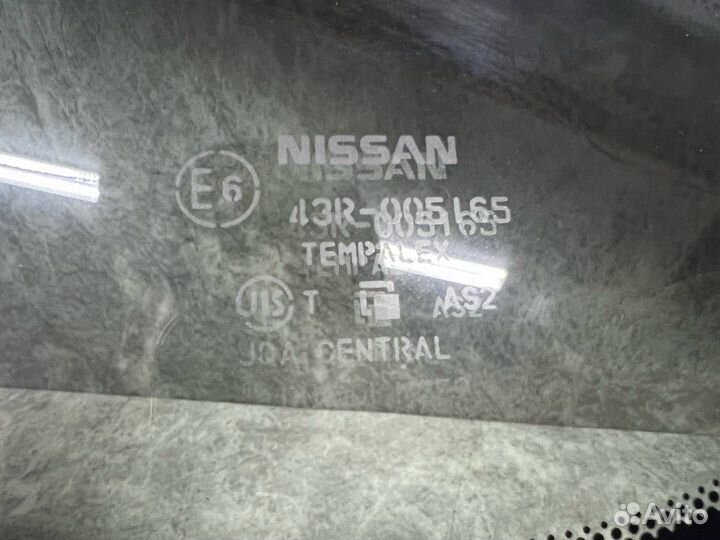 NISSAN
E6
43R-005165
TEMPALEX
JIS T AS2
JOA CENTRAL
Avito